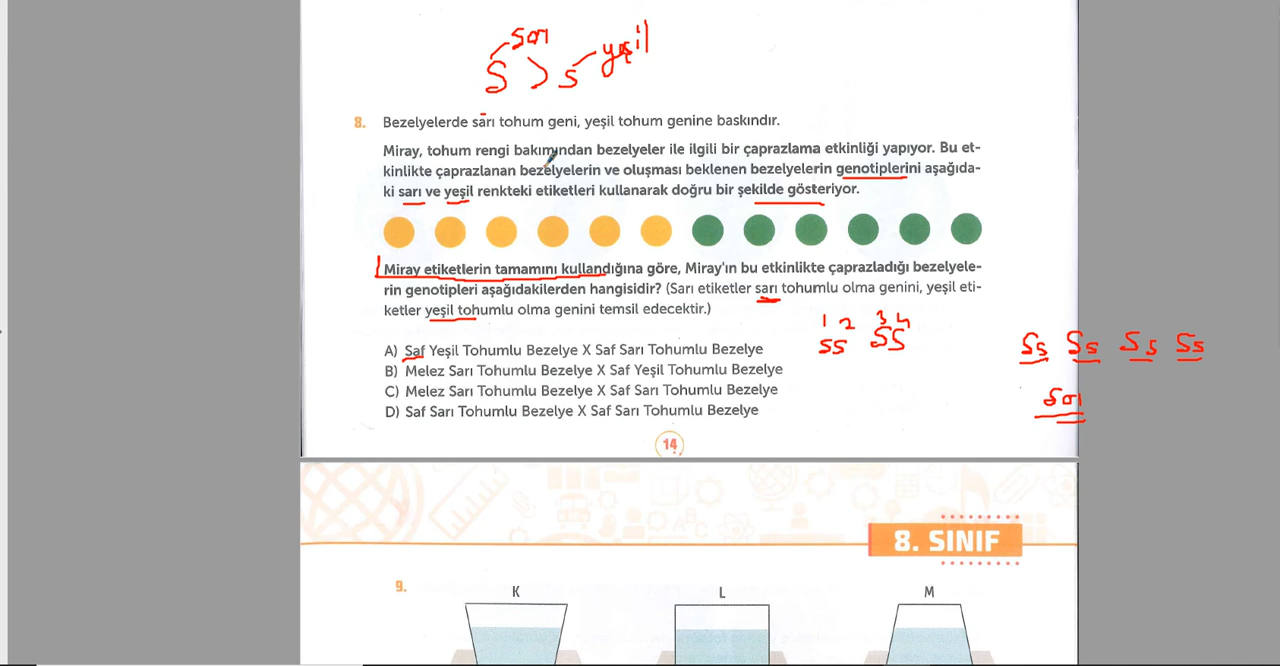 sarı
S > s yeşil
8. Bezelyelerde sarı tohum geni, yeşil tohum genine baskındır.
Miray, tohum rengi bakımından bezelyeler ile ilgili bir çaprazlama etkinliği yapıyor. Bu et-
kinlikte çaprazlanan bezelyelerin ve oluşması beklenen bezelyelerin genotiplerini aşağıda-
ki sarı ve yeşil renkteki etiketleri kullanarak doğru bir şekilde gösteriyor.
Miray etiketlerin tamamını kullandığına göre, Miray'ın bu etkinlikte çaprazladığı bezelyele-
rin genotipleri aşağıdakilerden hangisidir? (Sarı etiketler sarı tohumlu olma genini, yeşil eti-
ketler yeşil tohumlu olma genini temsil edecektir.)
1 2 3 4
ss SS
A) Saf Yeşil Tohumlu Bezelye X Saf Sarı Tohumlu Bezelye
Ss Ss Ss Ss
B) Melez Sarı Tohumlu Bezelye X Saf Yeşil Tohumlu Bezelye
C) Melez Sarı Tohumlu Bezelye X Saf Sarı Tohumlu Bezelye
sarı
D) Saf Sarı Tohumlu Bezelye X Saf Sarı Tohumlu Bezelye
14
8. SINIF
9.
K L M